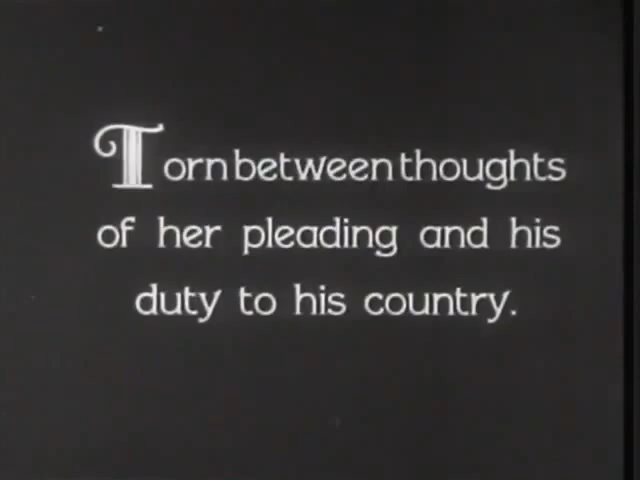 Torn between thoughts
of her pleading and his
duty to his country.